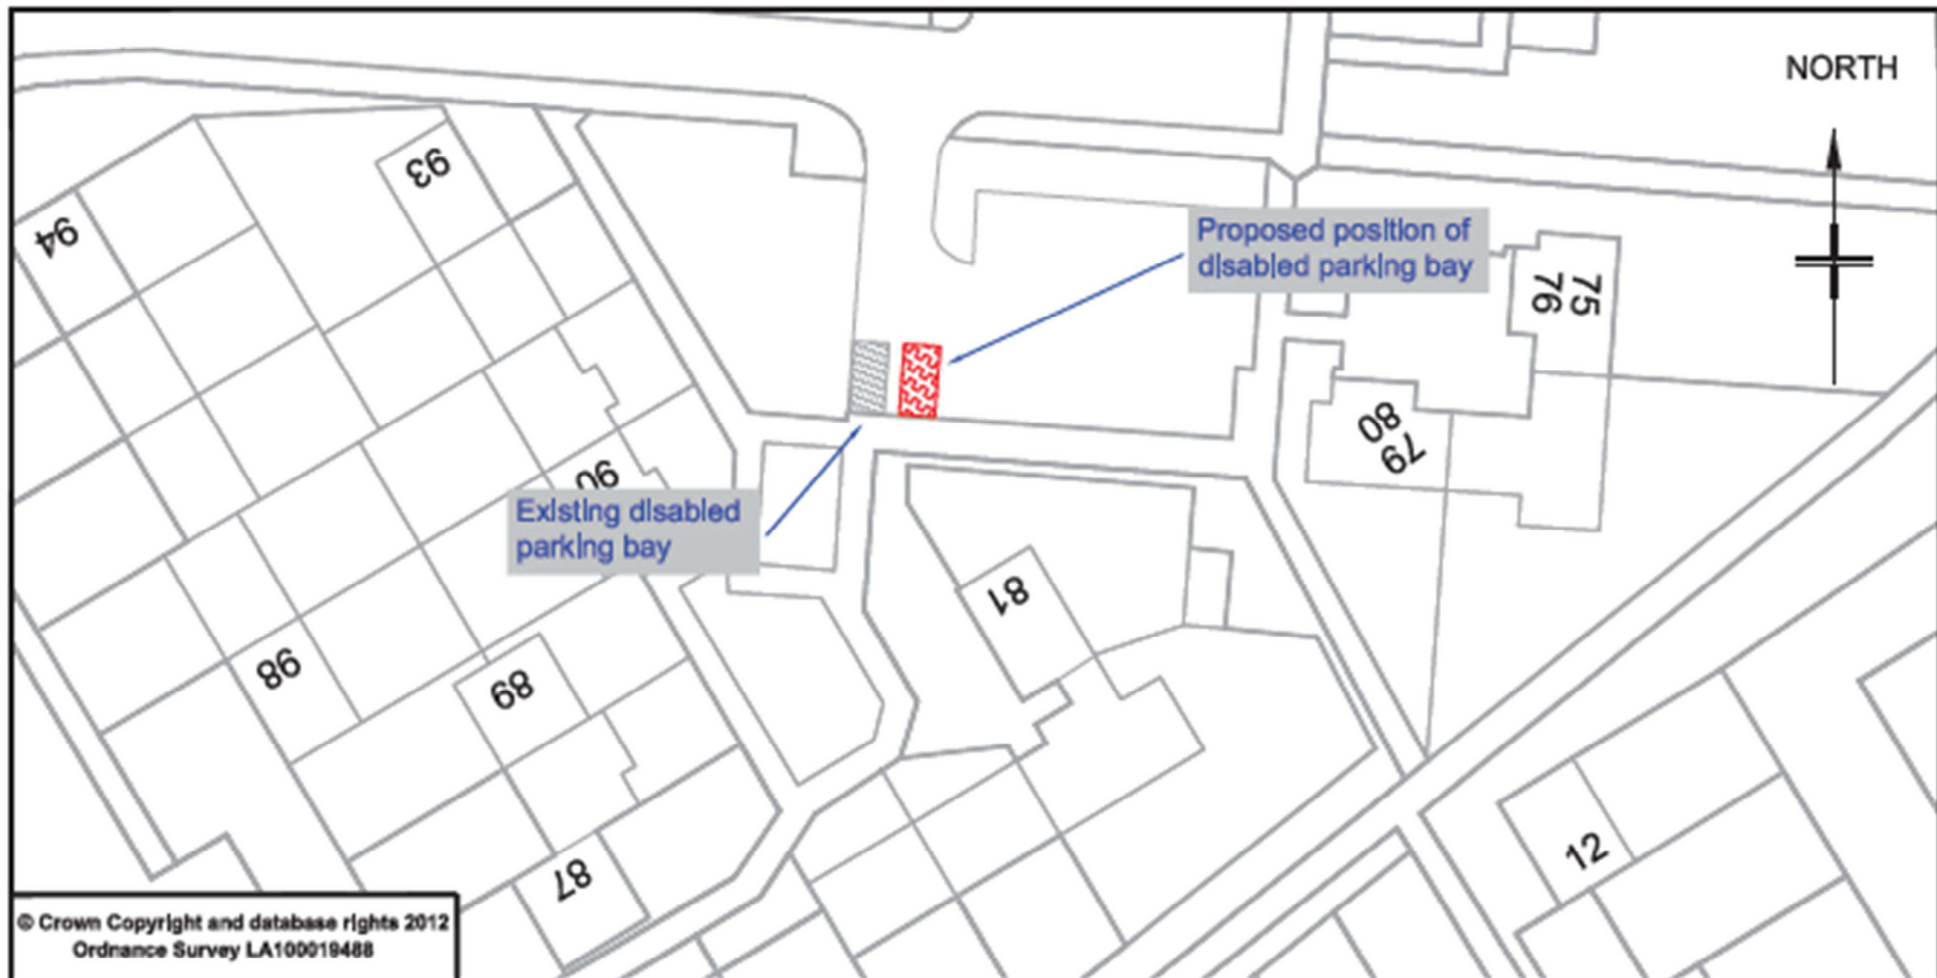 NORTH
93
94
Proposed position of
disabled parking bay
75
76
80
79
90
Existing disabled
parking bay
81
98
89
87
12
© Crown Copyright and database rights 2012
Ordnance Survey LA100019488